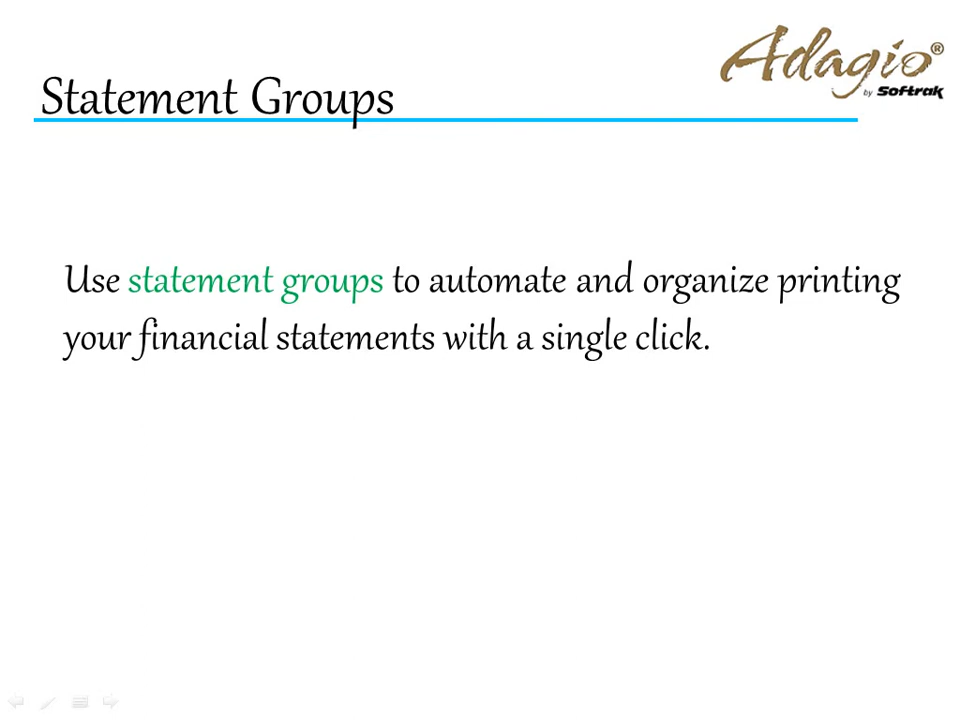 Adagio®
by Softrak
Statement Groups
Use statement groups to automate and organize printing
your financial statements with a single click.